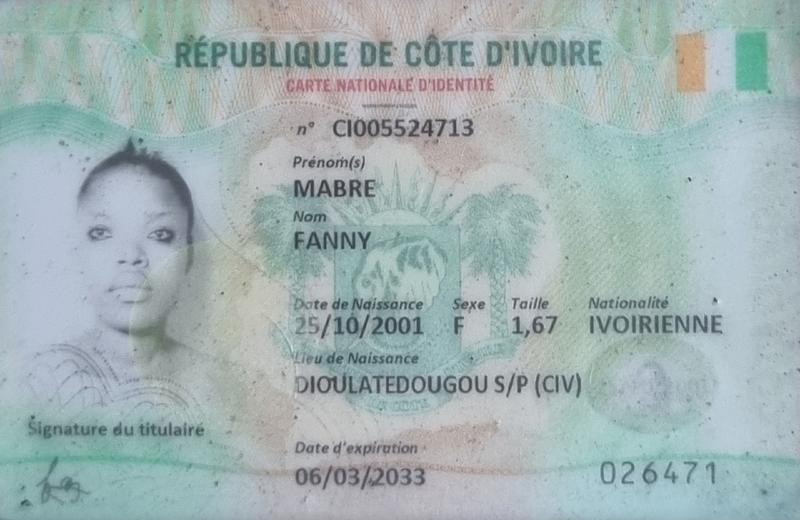 RÉPUBLIQUE DE CÔTE D'IVOIRE
CARTE NATIONALE D'IDENTITÉ
n° CI005524713
Prénom(s)
MABRE
Nom
FANNY
Date de Naissance Sexe Taille Nationalité
25/10/2001 F 1,67 IVOIRIENNE
Lieu de Naissance
DIOULATEDOUGOU S/P (CIV)
Signature du titulaire
Date d'expiration
06/03/2033
026471